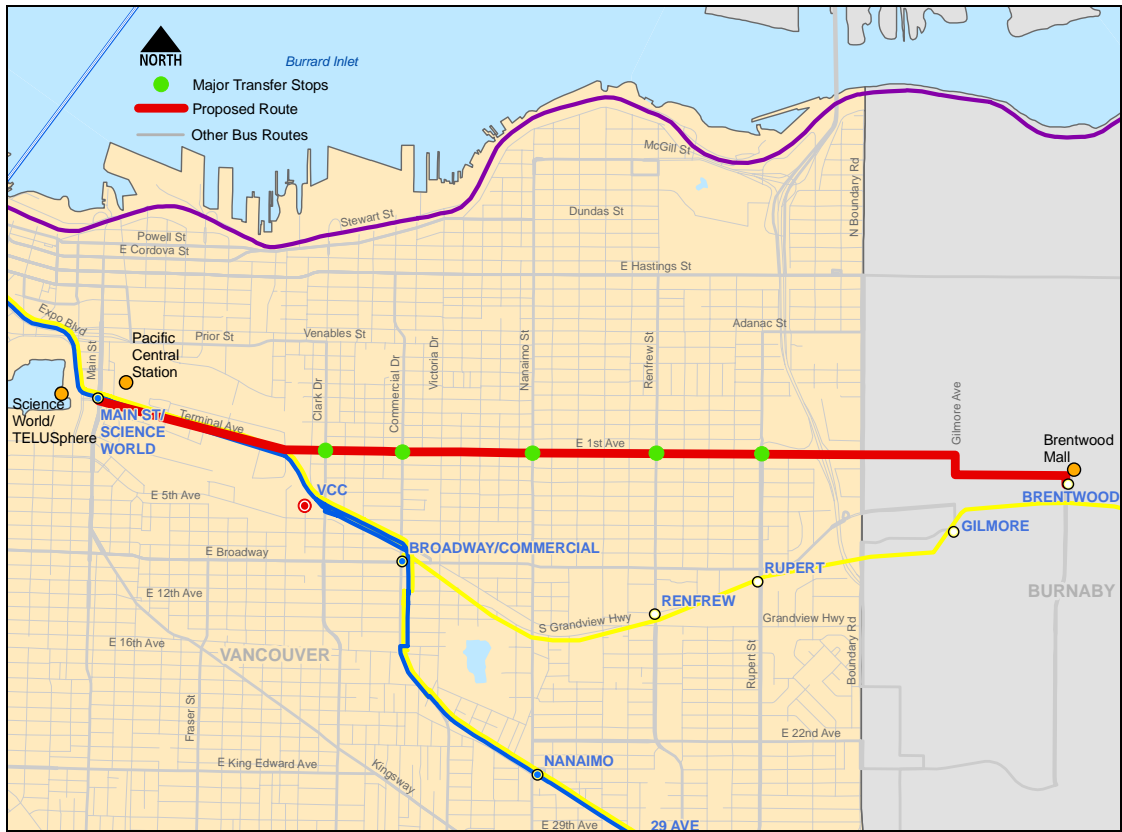 NORTH
Burrard Inlet
Major Transfer Stops
Proposed Route
Other Bus Routes
McGill St
N Boundary Rd
Dundas St
Stewart St
Powell St
E Cordova St
E Hastings St
Expo Blvd
Main St
Prior St
Venables St
Adanac St
Pacific
Central
Station
Clark Dr
Commercial Dr
Victoria Dr
Nanaimo St
Renfrew St
Gilmore Ave
Science
World/
TELUSphere
MAIN ST/
SCIENCE
WORLD
Terminal Ave
E 1st Ave
Brentwood
Mall
BRENTWOOD
VCC
E 5th Ave
GILMORE
E Broadway
BROADWAY/COMMERCIAL
RUPERT
E 12th Ave
RENFREW
BURNABY
S Grandview Hwy
Grandview Hwy
E 16th Ave
VANCOUVER
Rupert St
Boundary Rd
Fraser St
E 22nd Ave
E King Edward Ave
Kingsway
NANAIMO
E 29th Ave
29 AVE